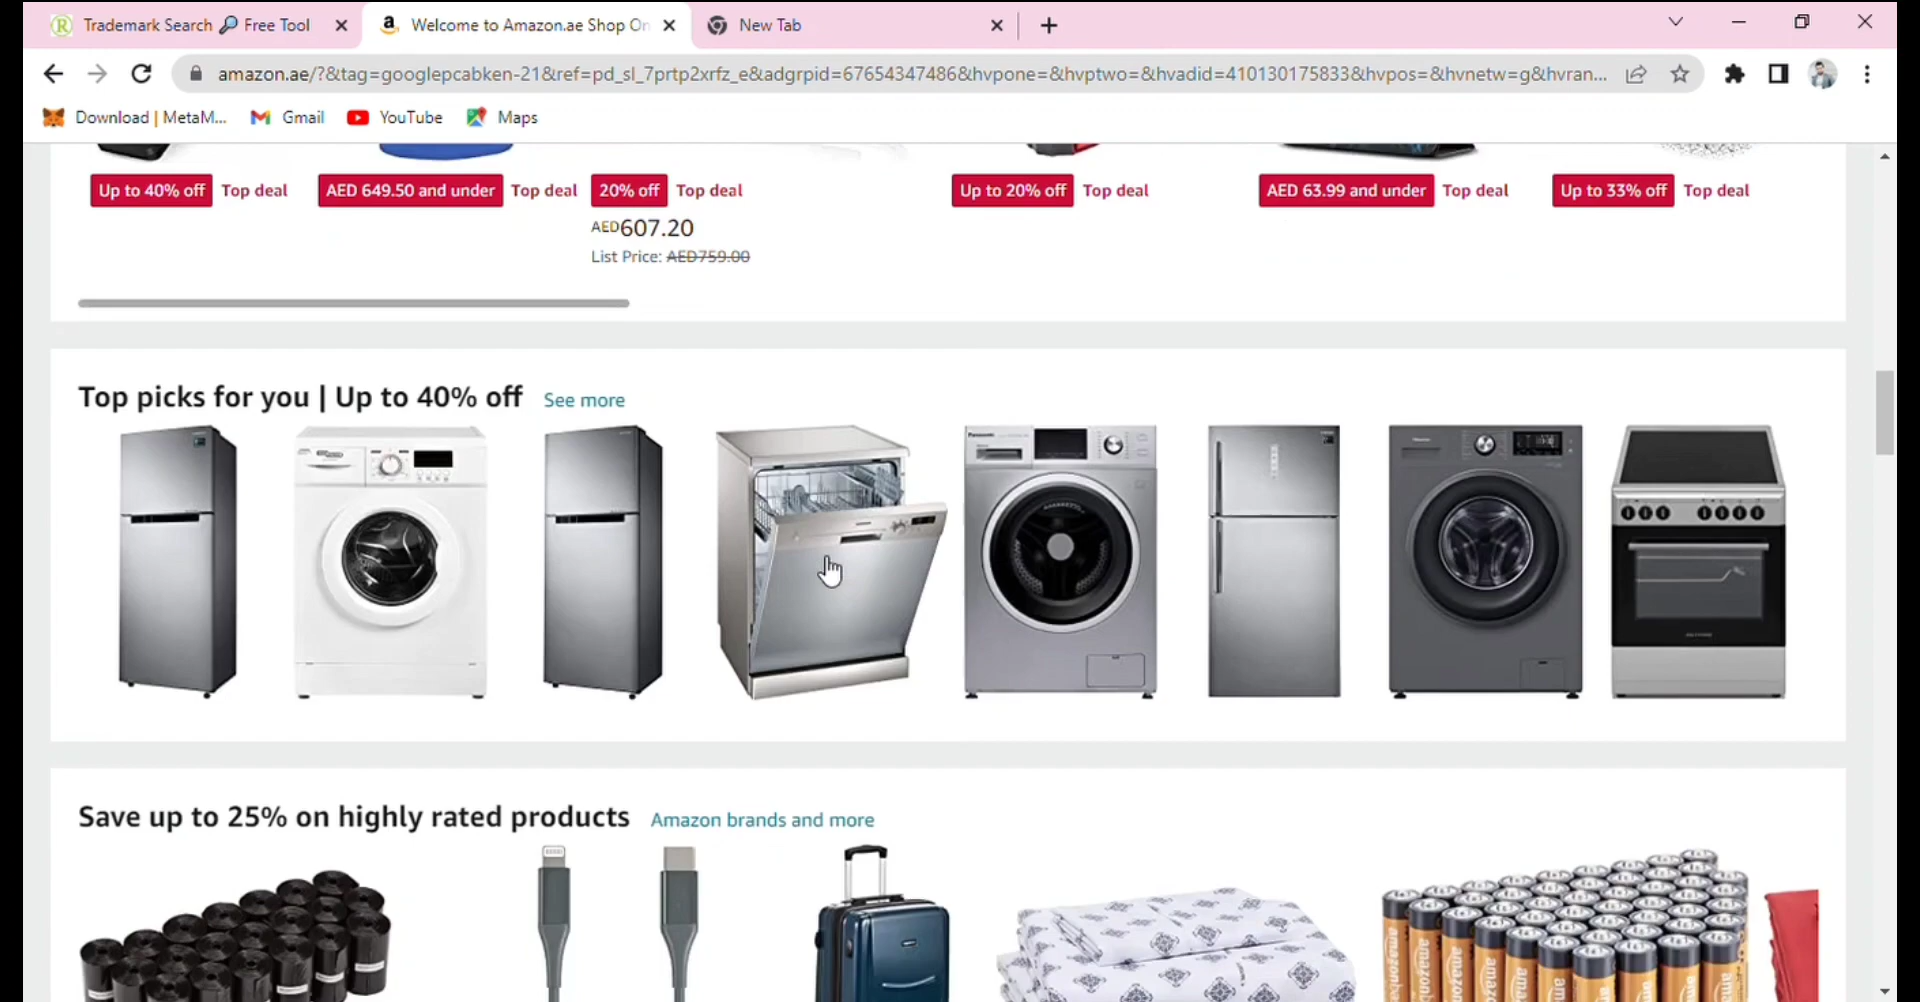 Trademark Search 🔎 Free Tool
Welcome to Amazon.ae Shop On
New Tab
amazon.ae/?&tag=googlepcabken-21&ref=pd_sl_7prtp2xrfz_e&adgrpid=67654347486&hvpone=&hvptwo=&hvadid=410130175833&hvpos=&hvnetw=g&hvran...
Download | MetaM... Gmail YouTube Maps
Up to 40% off Top deal
AED 649.50 and under Top deal
20% off Top deal
AED607.20
List Price: AED759.00
Up to 20% off Top deal
AED 63.99 and under Top deal
Up to 33% off Top deal
Top picks for you | Up to 40% off See more
Panasonic
Save up to 25% on highly rated products Amazon brands and more